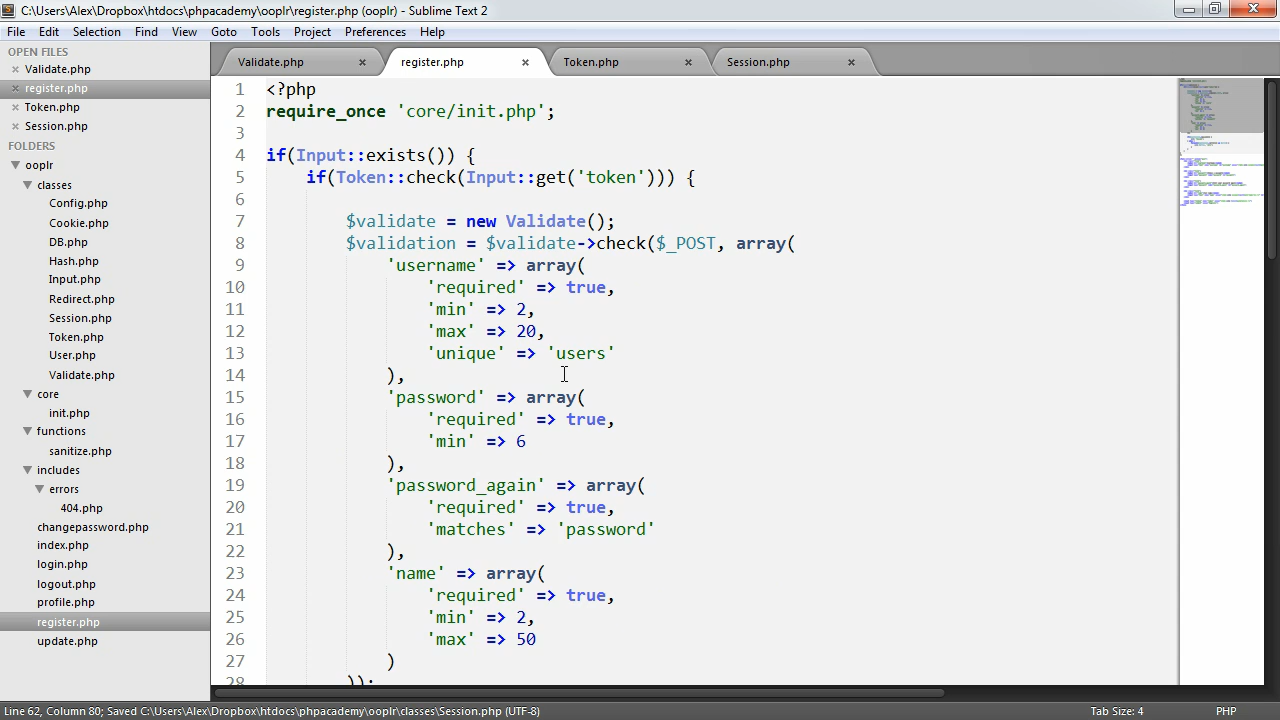 C:\Users\Alex\Dropbox\htdocs\phpacademy\ooplr\register.php (ooplr) - Sublime Text 2
File Edit Selection Find View Goto Tools Project Preferences Help
OPEN FILES
Validate.php
register.php
Token.php
Session.php
FOLDERS
ooplr
classes
Config.php
Cookie.php
DB.php
Hash.php
Input.php
Redirect.php
Session.php
Token.php
User.php
Validate.php
core
init.php
functions
sanitize.php
includes
errors
404.php
changepassword.php
index.php
login.php
logout.php
profile.php
register.php
update.php
Validate.php register.php Token.php Session.php
1 <?php
2 require_once 'core/init.php';
3
4 if(Input::exists()) {
5 if(Token::check(Input::get('token'))) {
6
7 $validate = new Validate();
8 $validation = $validate->check($_POST, array(
9 'username' => array(
10 'required' => true,
11 'min' => 2,
12 'max' => 20,
13 'unique' => 'users'
14 ),
15 'password' => array(
16 'required' => true,
17 'min' => 6
18 ),
19 'password_again' => array(
20 'required' => true,
21 'matches' => 'password'
22 ),
23 'name' => array(
24 'required' => true,
25 'min' => 2,
26 'max' => 50
27 )
28 ));
Line 62, Column 80; Saved C:\Users\Alex\Dropbox\htdocs\phpacademy\ooplr\classes\Session.php (UTF-8) Tab Size: 4 PHP